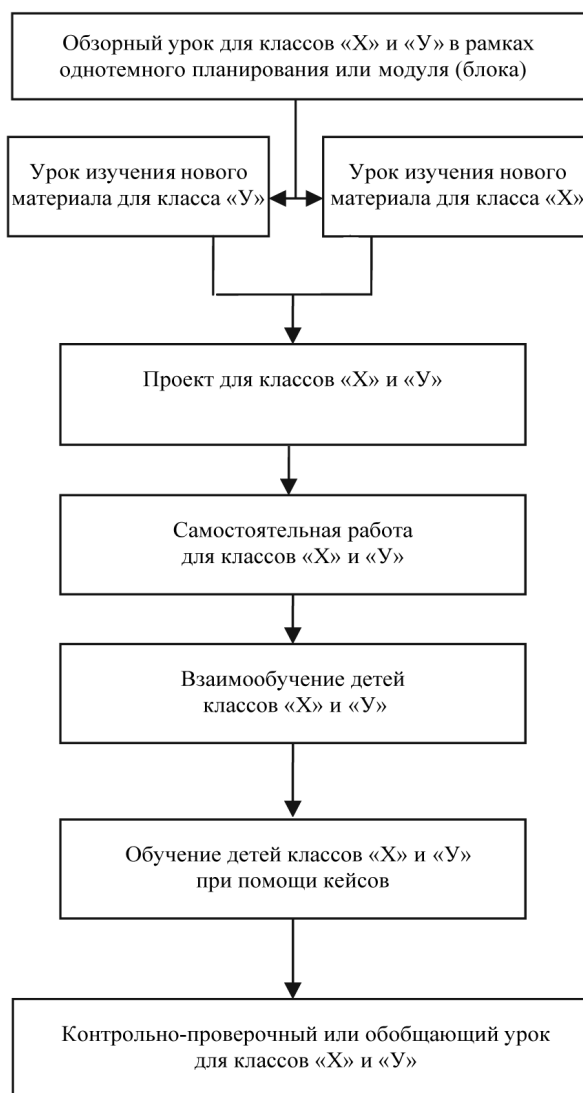 Обзорный урок для классов «Х» и «У» в рамках
однотемного планирования или модуля (блока)
Урок изучения нового
материала для класса «У»
Урок изучения нового
материала для класса «Х»
Проект для классов «Х» и «У»
Самостоятельная работа
для классов «Х» и «У»
Взаимообучение детей
классов «Х» и «У»
Обучение детей классов «Х» и «У»
при помощи кейсов
Контрольно-проверочный или обобщающий урок
для классов «Х» и «У»